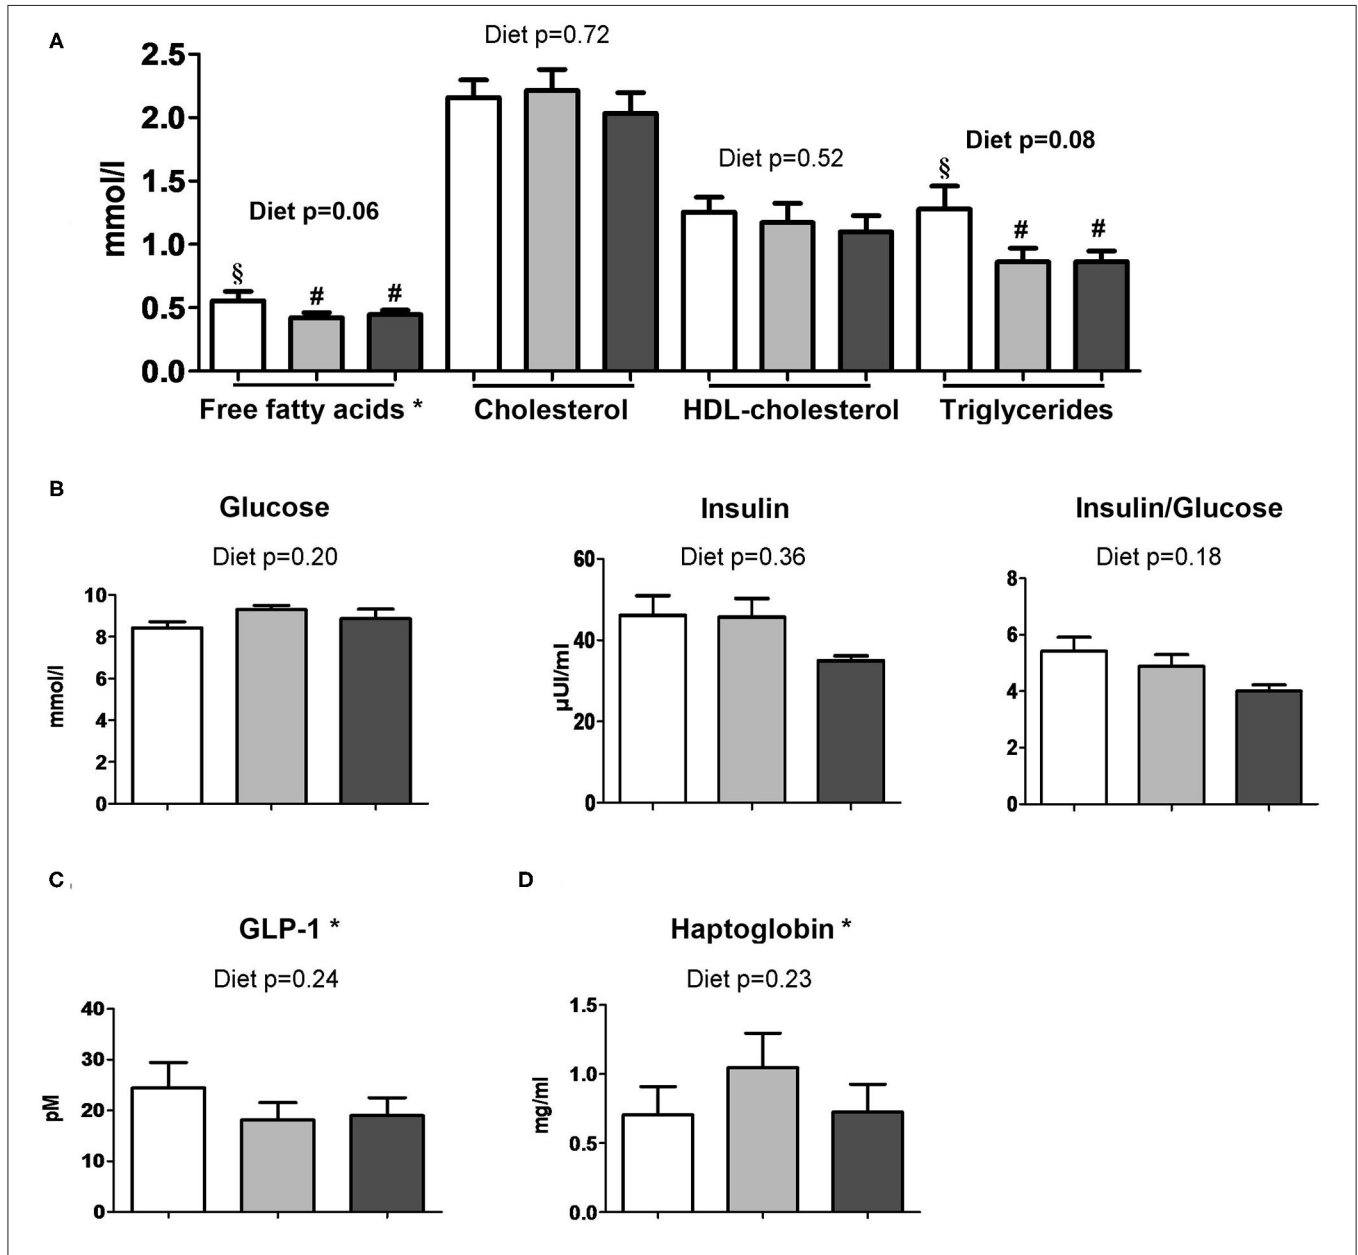 A
Diet p=0.72
2.5
2.0
1.5
1.0
0.5
0.0
mmol/l
Diet p=0.06
Diet p=0.52
Diet p=0.08
§
#
#
§
#
#
Free fatty acids *
Cholesterol
HDL-cholesterol
Triglycerides
B
Glucose
Diet p=0.20
10
8
6
4
2
0
mmol/l
Insulin
Diet p=0.36
60
40
20
0
µUI/ml
Insulin/Glucose
Diet p=0.18
8
6
4
2
0
C
GLP-1 *
Diet p=0.24
40
30
20
10
0
pM
D
Haptoglobin *
Diet p=0.23
1.5
1.0
0.5
0.0
mg/ml